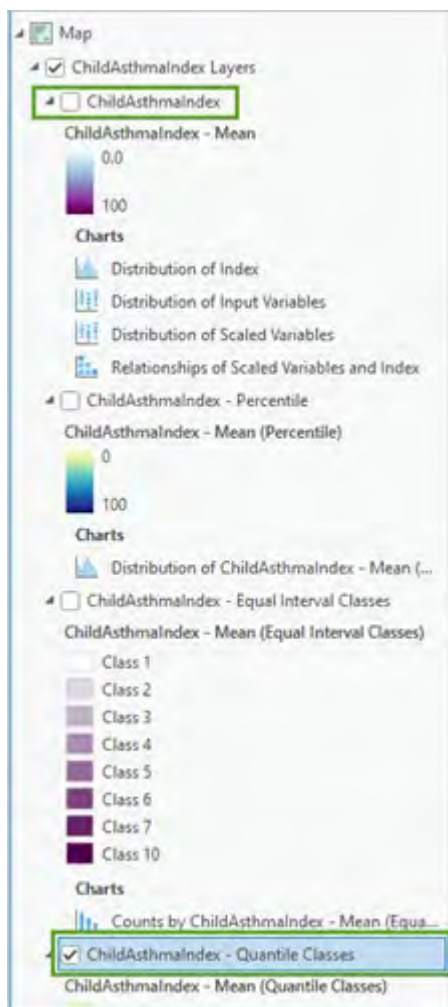 Map
ChildAsthmaIndex Layers
ChildAsthmaIndex
ChildAsthmaIndex - Mean
0.0
100
Charts
Distribution of Index
Distribution of Input Variables
Distribution of Scaled Variables
Relationships of Scaled Variables and Index
ChildAsthmaIndex - Percentile
ChildAsthmaIndex - Mean (Percentile)
0
100
Charts
Distribution of ChildAsthmaIndex - Mean (...
ChildAsthmaIndex - Equal Interval Classes
ChildAsthmaIndex - Mean (Equal Interval Classes)
Class 1
Class 2
Class 3
Class 4
Class 5
Class 6
Class 7
Class 10
Charts
Counts by ChildAsthmaIndex - Mean (Equa...
ChildAsthmaIndex - Quantile Classes
ChildAsthmaIndex - Mean (Quantile Classes)